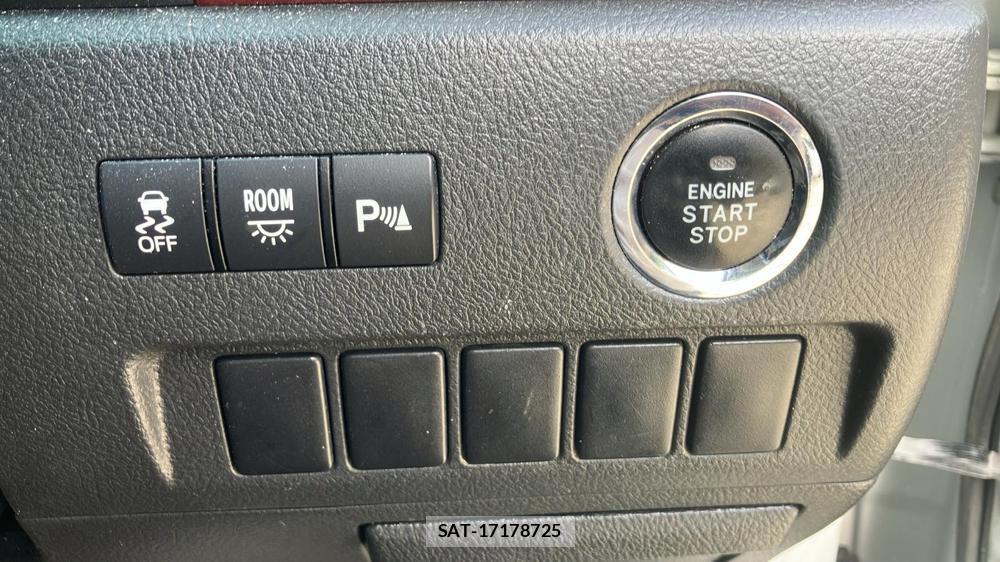 OFF
ROOM
P
ENGINE
START
STOP
SAT-17178725